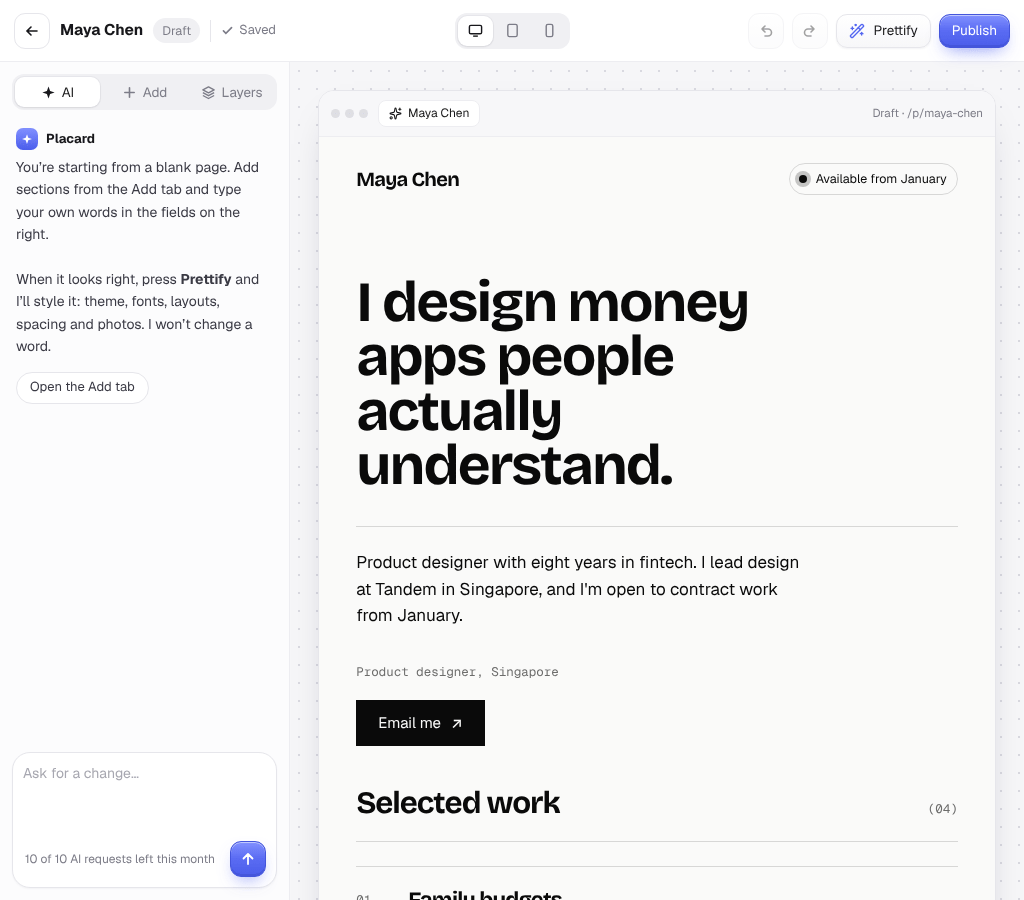 Maya Chen
Draft
Saved
Prettify
Publish
AI
Add
Layers
Placard
You're starting from a blank page. Add
sections from the Add tab and type
your own words in the fields on the
right.
When it looks right, press Prettify and
I'll style it: theme, fonts, layouts,
spacing and photos. I won't change a
word.
Open the Add tab
Ask for a change...
10 of 10 AI requests left this month
Maya Chen
Draft · /p/maya-chen
Maya Chen
Available from January
I design money
apps people
actually
understand.
Product designer with eight years in fintech. I lead design
at Tandem in Singapore, and I'm open to contract work
from January.
Product designer, Singapore
Email me
Selected work
(04)
01
Family budgets